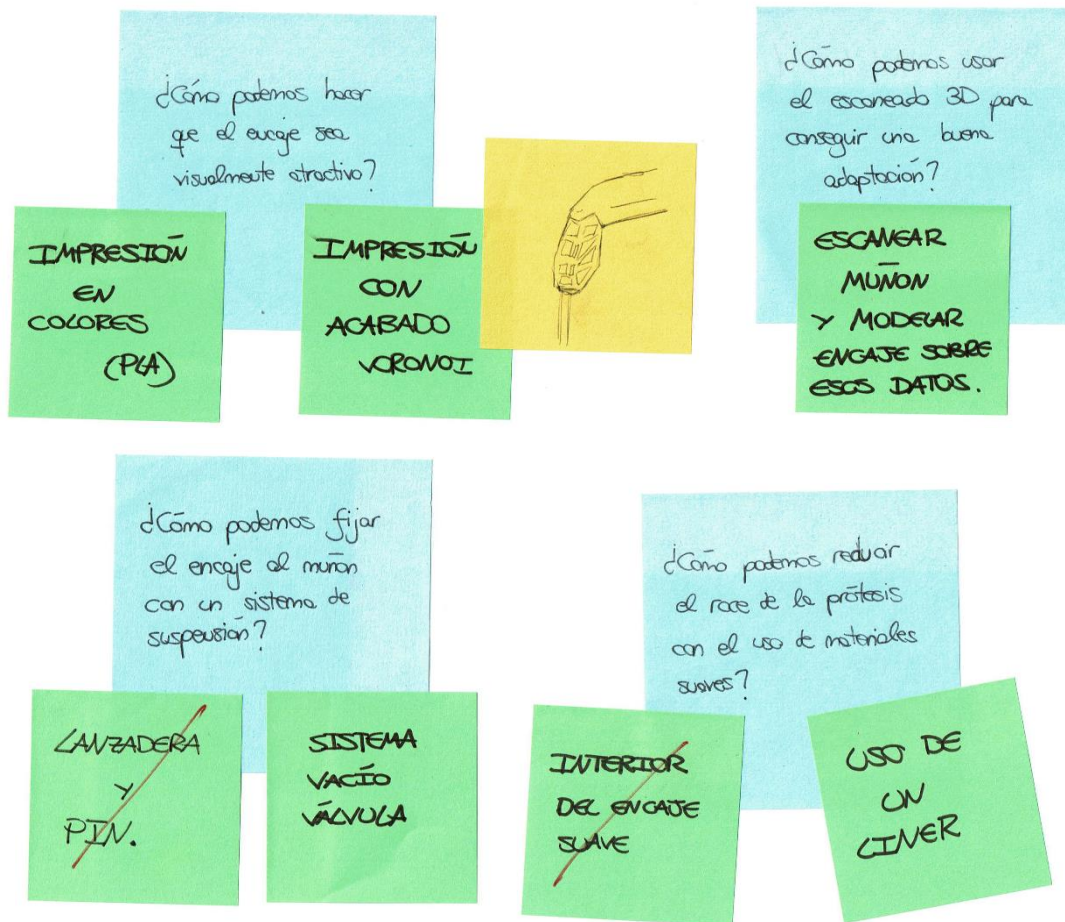 ¿Cómo podemos hacer
que el encaje sea
visualmente atractivo?
IMPRESIÓN
EN
COLORES
(PLA)
IMPRESIÓN
CON
ACABADO
VORONOI
¿Cómo podemos usar
el escaneado 3D para
conseguir una buena
adaptación?
ESCANEAR
MUÑON
Y MODELAR
ENCAJE SOBRE
ESOS DATOS.
¿Cómo podemos fijar
el encaje al muñon
con un sistema de
suspensión?
LANZADERA
Y
PIN.
SISTEMA
VACÍO
VÁLVULA
¿Cómo podemos reducir
el roce de la prótesis
con el uso de materiales
suaves?
INTERIOR
DEL ENCAJE
SUAVE
USO DE
UN
LINER